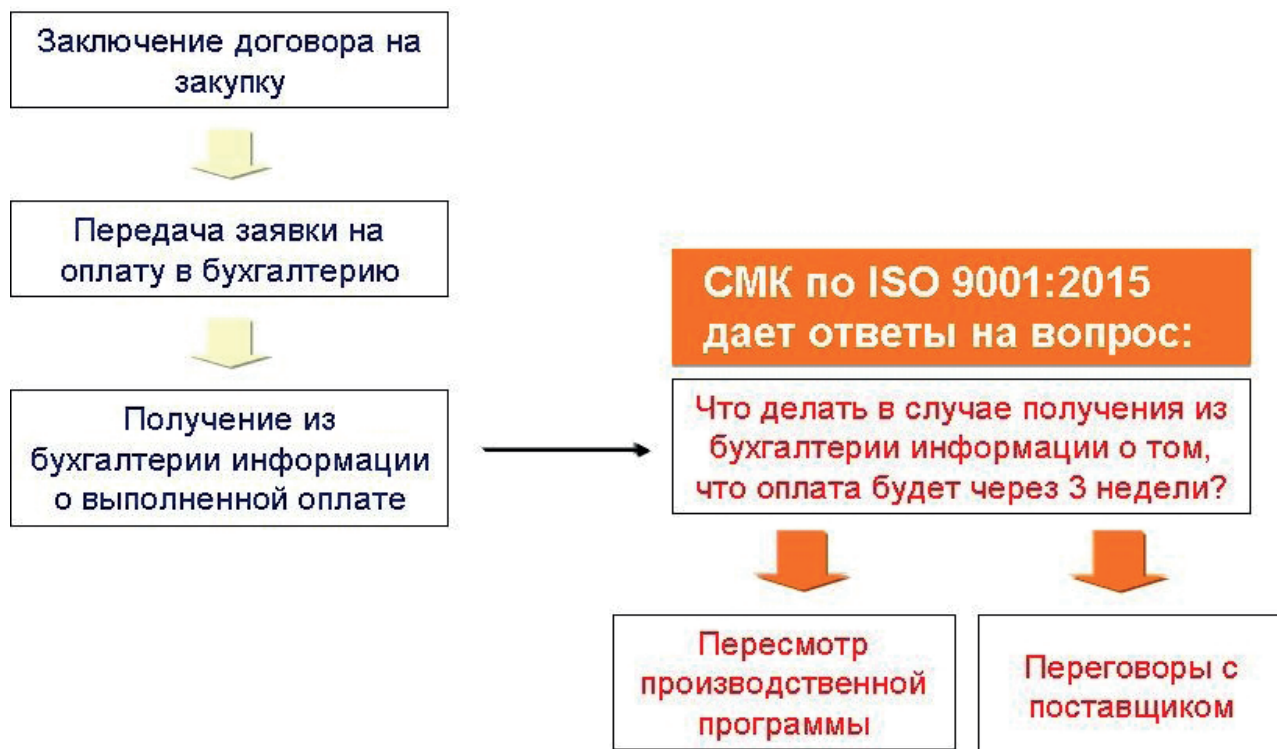 Заключение договора на
закупку
Передача заявки на
оплату в бухгалтерию
Получение из
бухгалтерии информации
о выполненной оплате
СМК по ISO 9001:2015
дает ответы на вопрос:
Что делать в случае получения из
бухгалтерии информации о том,
что оплата будет через 3 недели?
Пересмотр
производственной
программы
Переговоры с
поставщиком